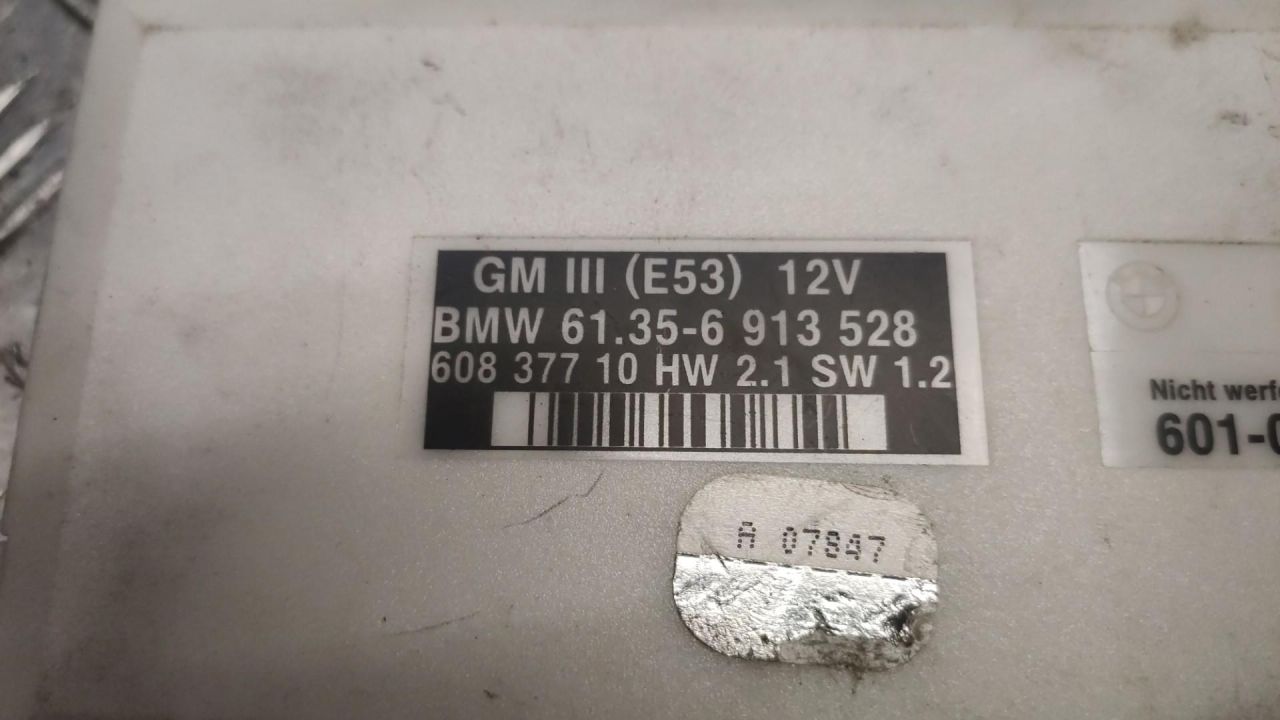 GM III (E53) 12V
BMW 61.35-6 913 528
608 377 10 HW 2.1 SW 1.2
Nicht werf
601-
A 07847